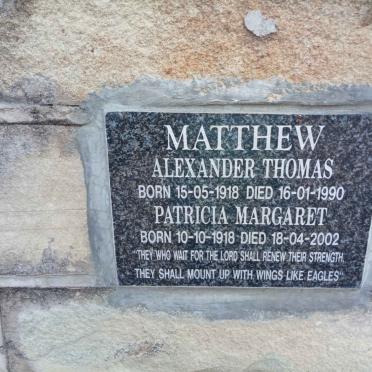 MATTHEW
ALEXANDER THOMAS
BORN 15-05-1918 DIED 16-01-1990
PATRICIA MARGARET
BORN 10-10-1918 DIED 18-04-2002
"THEY WHO WAIT FOR THE LORD SHALL RENEW THEIR STRENGTH.
THEY SHALL MOUNT UP WITH WINGS LIKE EAGLES"